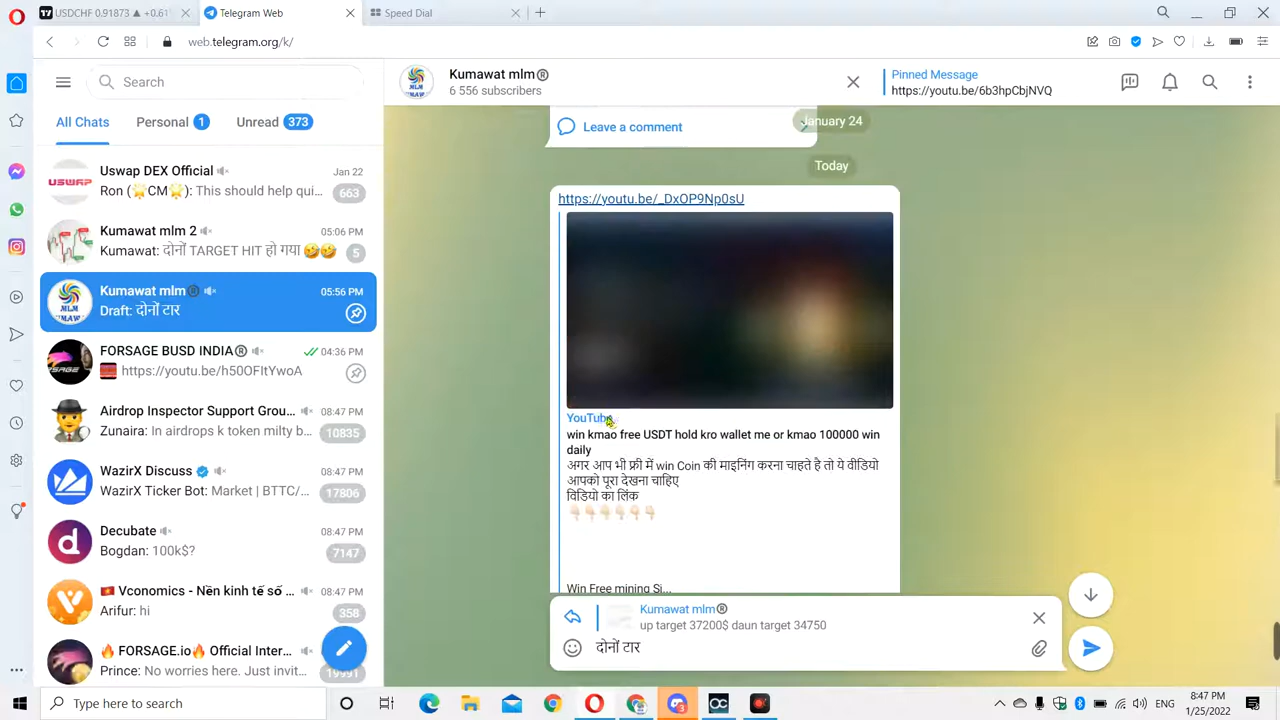 USDCHF 0.91873 ▲ +0.61
Telegram Web
Speed Dial
web.telegram.org/k/
Search
All Chats
Personal 1
Unread 373
Uswap DEX Official
Jan 22
Ron (🌟CM🌟): This should help qui...
663
Kumawat mlm 2
05:06 PM
Kumawat: दोनों TARGET HIT हो गया 🤣🤣
5
Kumawat mlm®
05:56 PM
Draft: दोनों टार
FORSAGE BUSD INDIA®
04:36 PM
https://youtu.be/h50OFItYwoA
Airdrop Inspector Support Grou...
08:47 PM
Zunaira: In airdrops k token milty b...
10835
WazirX Discuss
08:47 PM
WazirX Ticker Bot: Market | BTTC/...
17806
Decubate
08:47 PM
Bogdan: 100k$?
7147
🇻🇳 Vconomics - Nền kinh tế số ...
08:47 PM
Arifur: hi
358
🔥 FORSAGE.io🔥 Official Inter...
Prince: No worries here. Just invit...
19991
Kumawat mlm®
6 556 subscribers
Pinned Message
https://youtu.be/6b3hpCbjNVQ
Leave a comment
January 24
Today
https://youtu.be/_DxOP9Np0sU
YouTube
win kmao free USDT hold kro wallet me or kmao 100000 win
daily
अगर आप भी फ्री में win Coin की माइनिंग करना चाहते है तो ये वीडियो
आपको पूरा देखना चाहिए
विडियो का लिंक
👇🏻👇🏻👇🏻👇🏻👇🏻👇🏻
Win Free mining Si...
Kumawat mlm®
up target 37200$ daun target 34750
दोनों टार
Type here to search
ENG
8:47 PM
1/25/2022